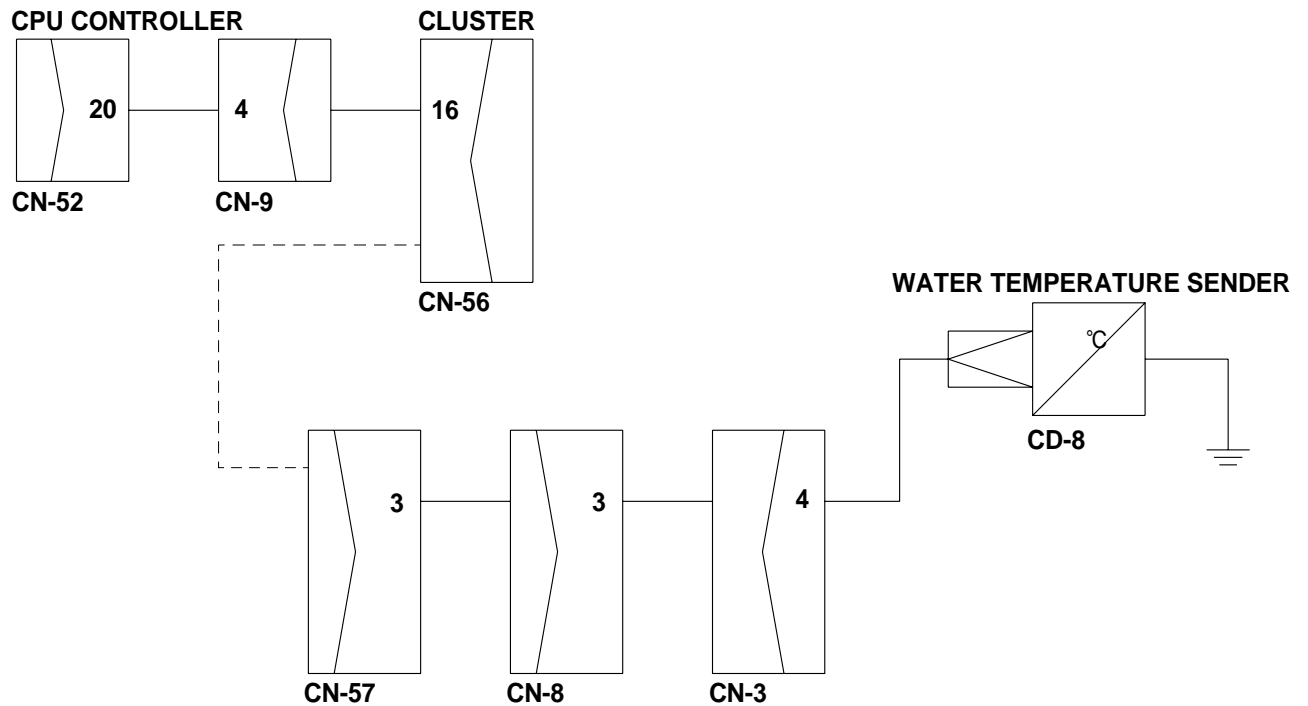 CPU CONTROLLER
CLUSTER
20
4
16
CN-52
CN-9
CN-56
WATER TEMPERATURE SENDER
℃
CD-8
3
3
4
CN-57
CN-8
CN-3